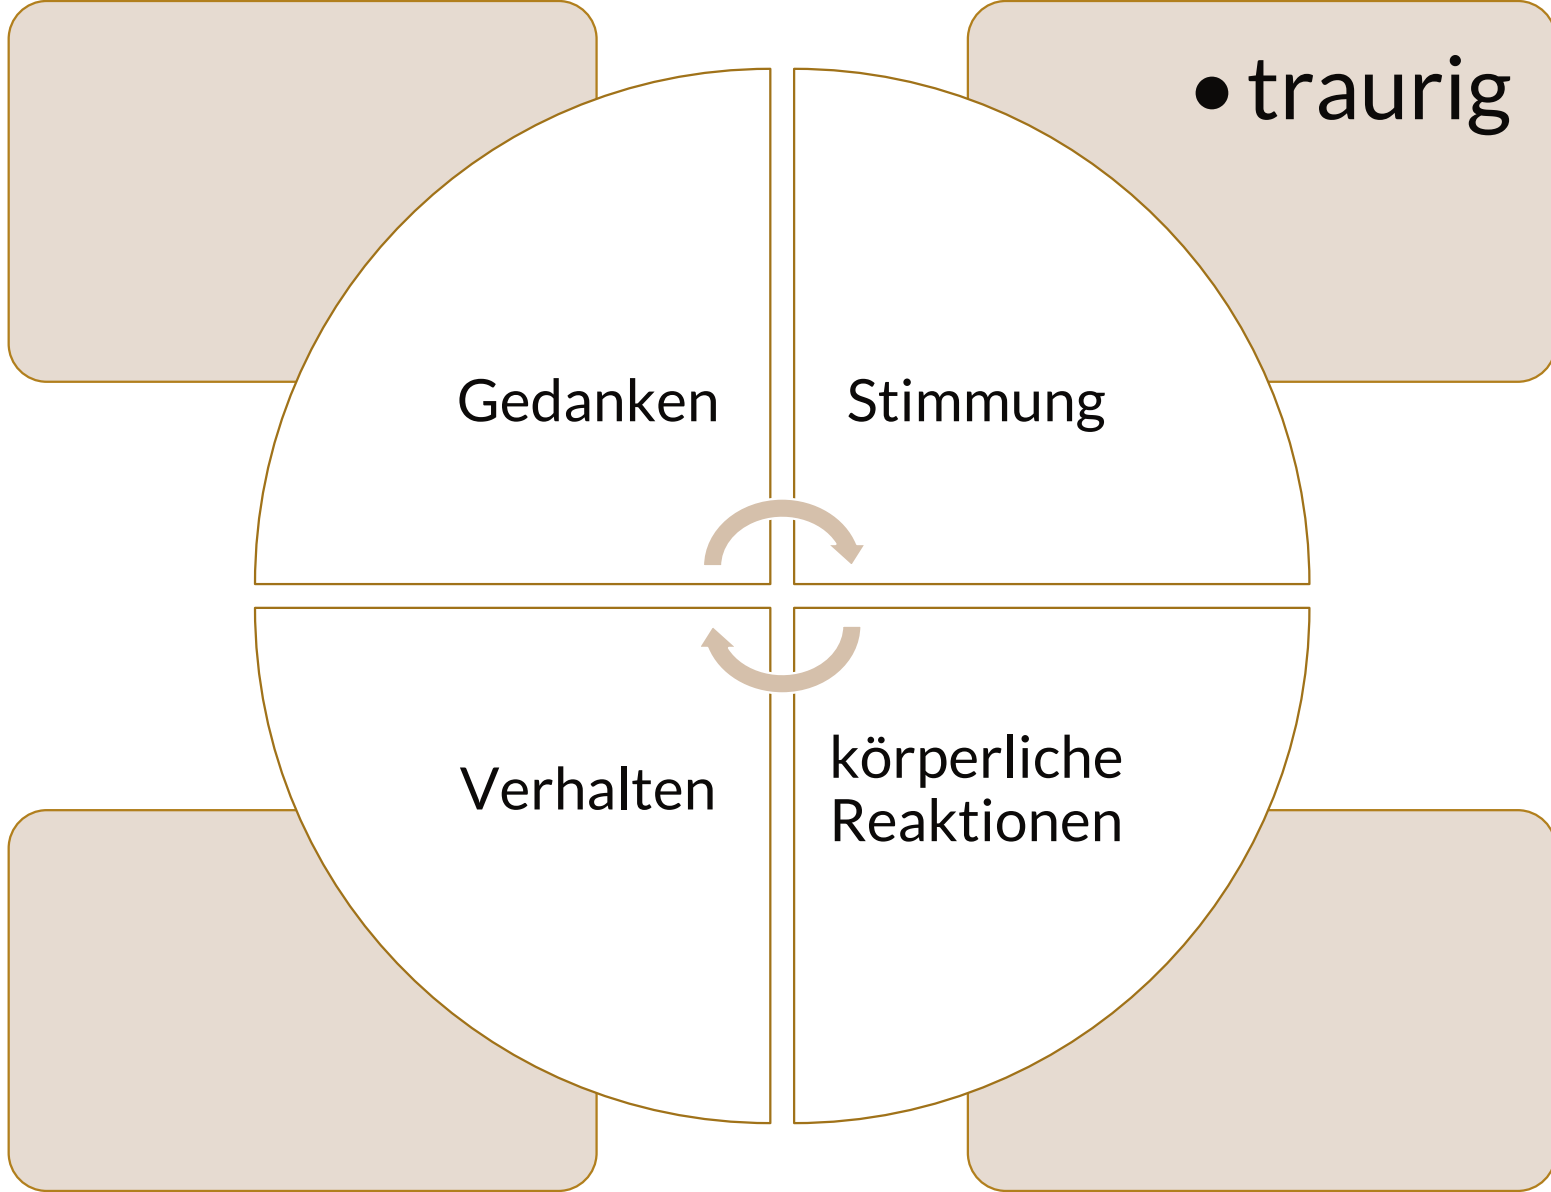 • traurig
Gedanken
Stimmung
Verhalten
körperliche
Reaktionen